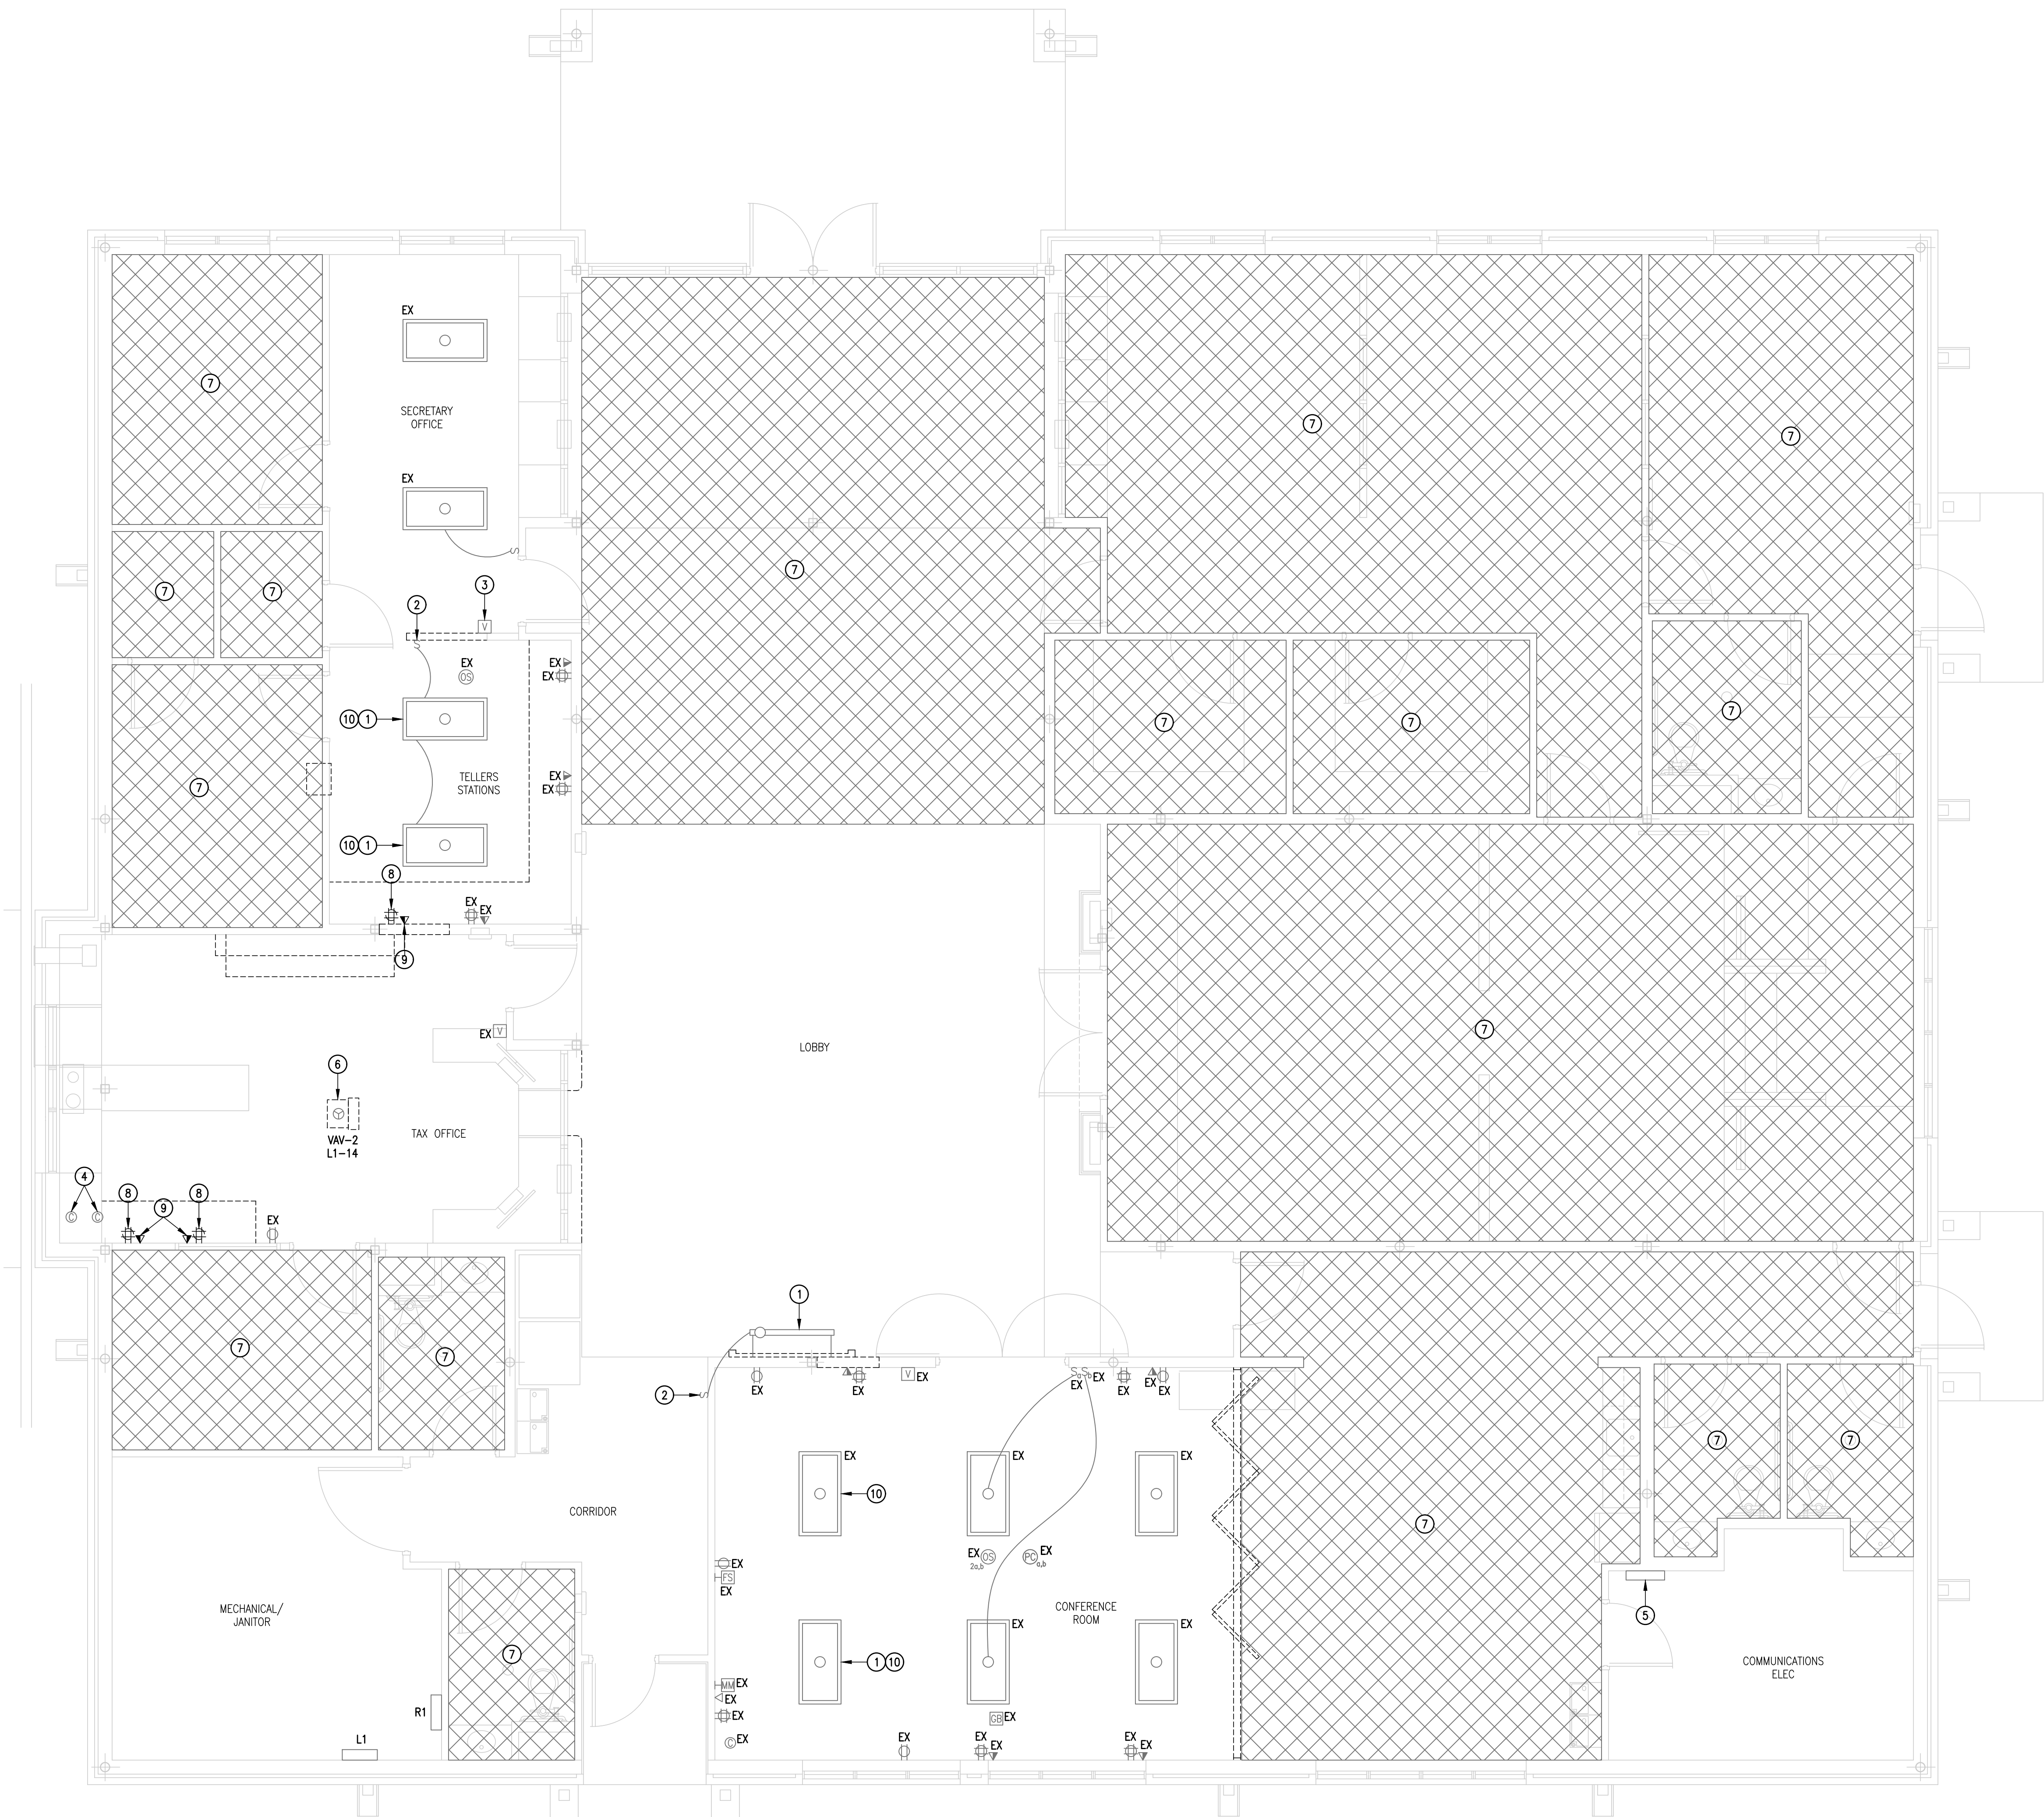 EX
7
SECRETARY
OFFICE
7
7
EX
7
7
7
7
3
2
V
S
S
EX
OS
EX
EX
10 1
7
7
7
EX
EX
TELLERS
STATIONS
7
10 1
8
EX
EX
9
EX V
7
LOBBY
6
TAX OFFICE
VAV-2
L1-14
4
8
9
8
C C
EX
1
7
7
2
S
EX
EX
V EX
Sa Sb EX
EX
EX
EX
EX
7
7
EX
EX
EX
10
CORRIDOR
7
EX
FS
EX
EX OS
2a,b
PC EX
a,b
MECHANICAL/
JANITOR
CONFERENCE
ROOM
5
EX
EX
EX
7
1 10
COMMUNICATIONS
ELEC
MM EX
EX
EX
R1
GB EX
L1
C EX
EX
EX
EX
EX
EX